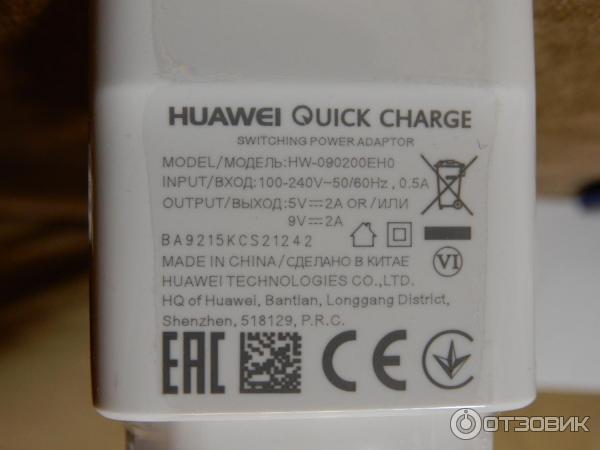 HUAWEI QUICK CHARGE
SWITCHING POWER ADAPTOR
MODEL/МОДЕЛЬ:HW-090200EH0
INPUT/ВХОД:100-240V~50/60Hz, 0.5A
OUTPUT/ВЫХОД:5V⎓2A OR/ИЛИ
9V⎓2A
BA9215KCS21242
VI
MADE IN CHINA/СДЕЛАНО В КИТАЕ
HUAWEI TECHNOLOGIES CO.,LTD.
HQ of Huawei, Bantian, Longgang District,
Shenzhen, 518129, P.R.C.
EAC CE
ОТЗОВИК